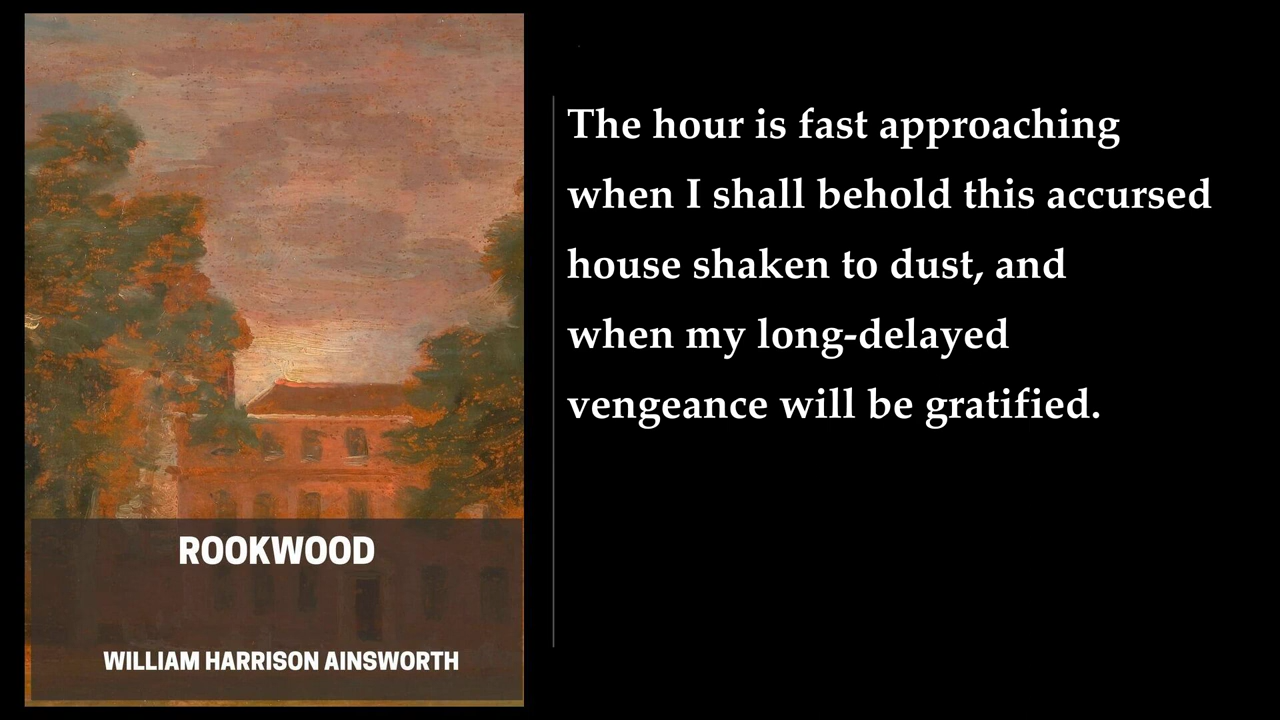 The hour is fast approaching
when I shall behold this accursed
house shaken to dust, and
when my long-delayed
vengeance will be gratified.
ROOKWOOD
WILLIAM HARRISON AINSWORTH